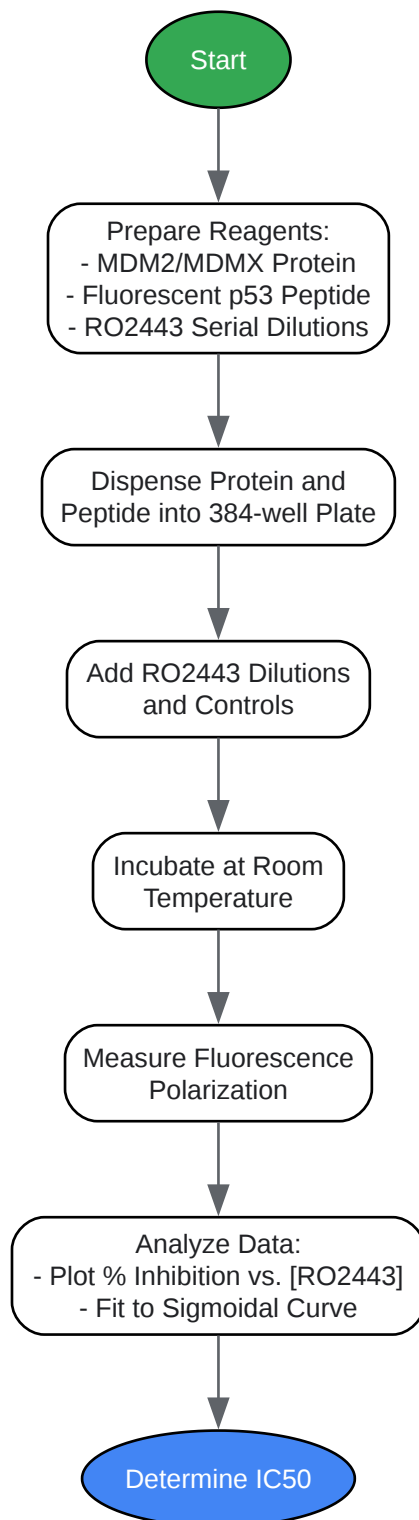 Start
Prepare Reagents:
- MDM2/MDMX Protein
- Fluorescent p53 Peptide
- RO2443 Serial Dilutions
Dispense Protein and
Peptide into 384-well Plate
Add RO2443 Dilutions
and Controls
Incubate at Room
Temperature
Measure Fluorescence
Polarization
Analyze Data:
- Plot % Inhibition vs. [RO2443]
- Fit to Sigmoidal Curve
Determine IC50